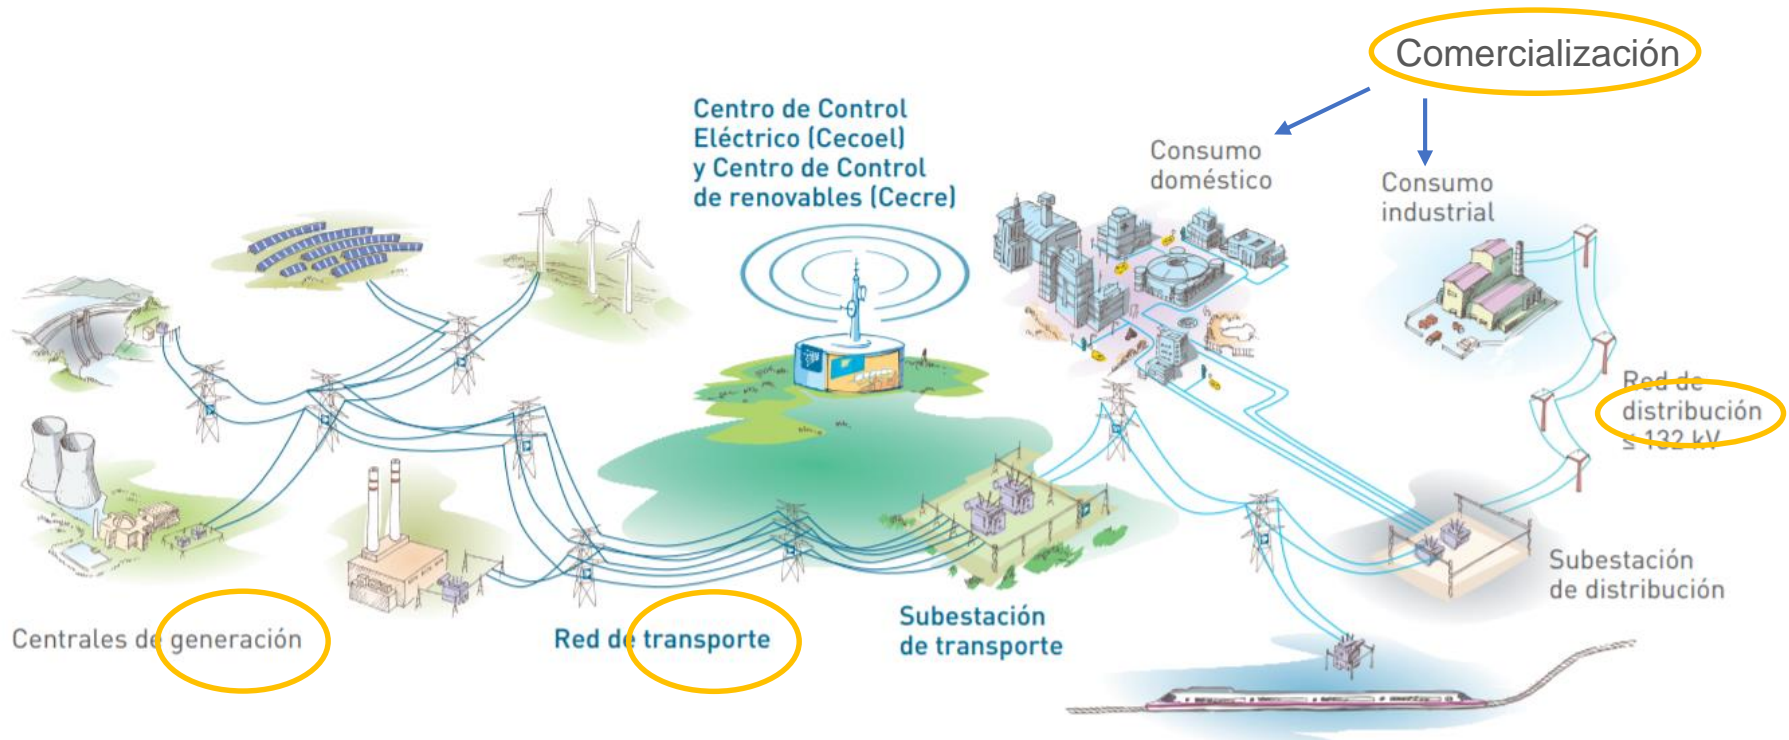 Comercialización
Centro de Control
Eléctrico (Cecoel)
y Centro de Control
de renovables (Cecre)
Consumo
doméstico
Consumo
industrial
Red de
distribución
≤ 132 kV
Subestación
de distribución
Centrales de generación
Red de transporte
Subestación
de transporte